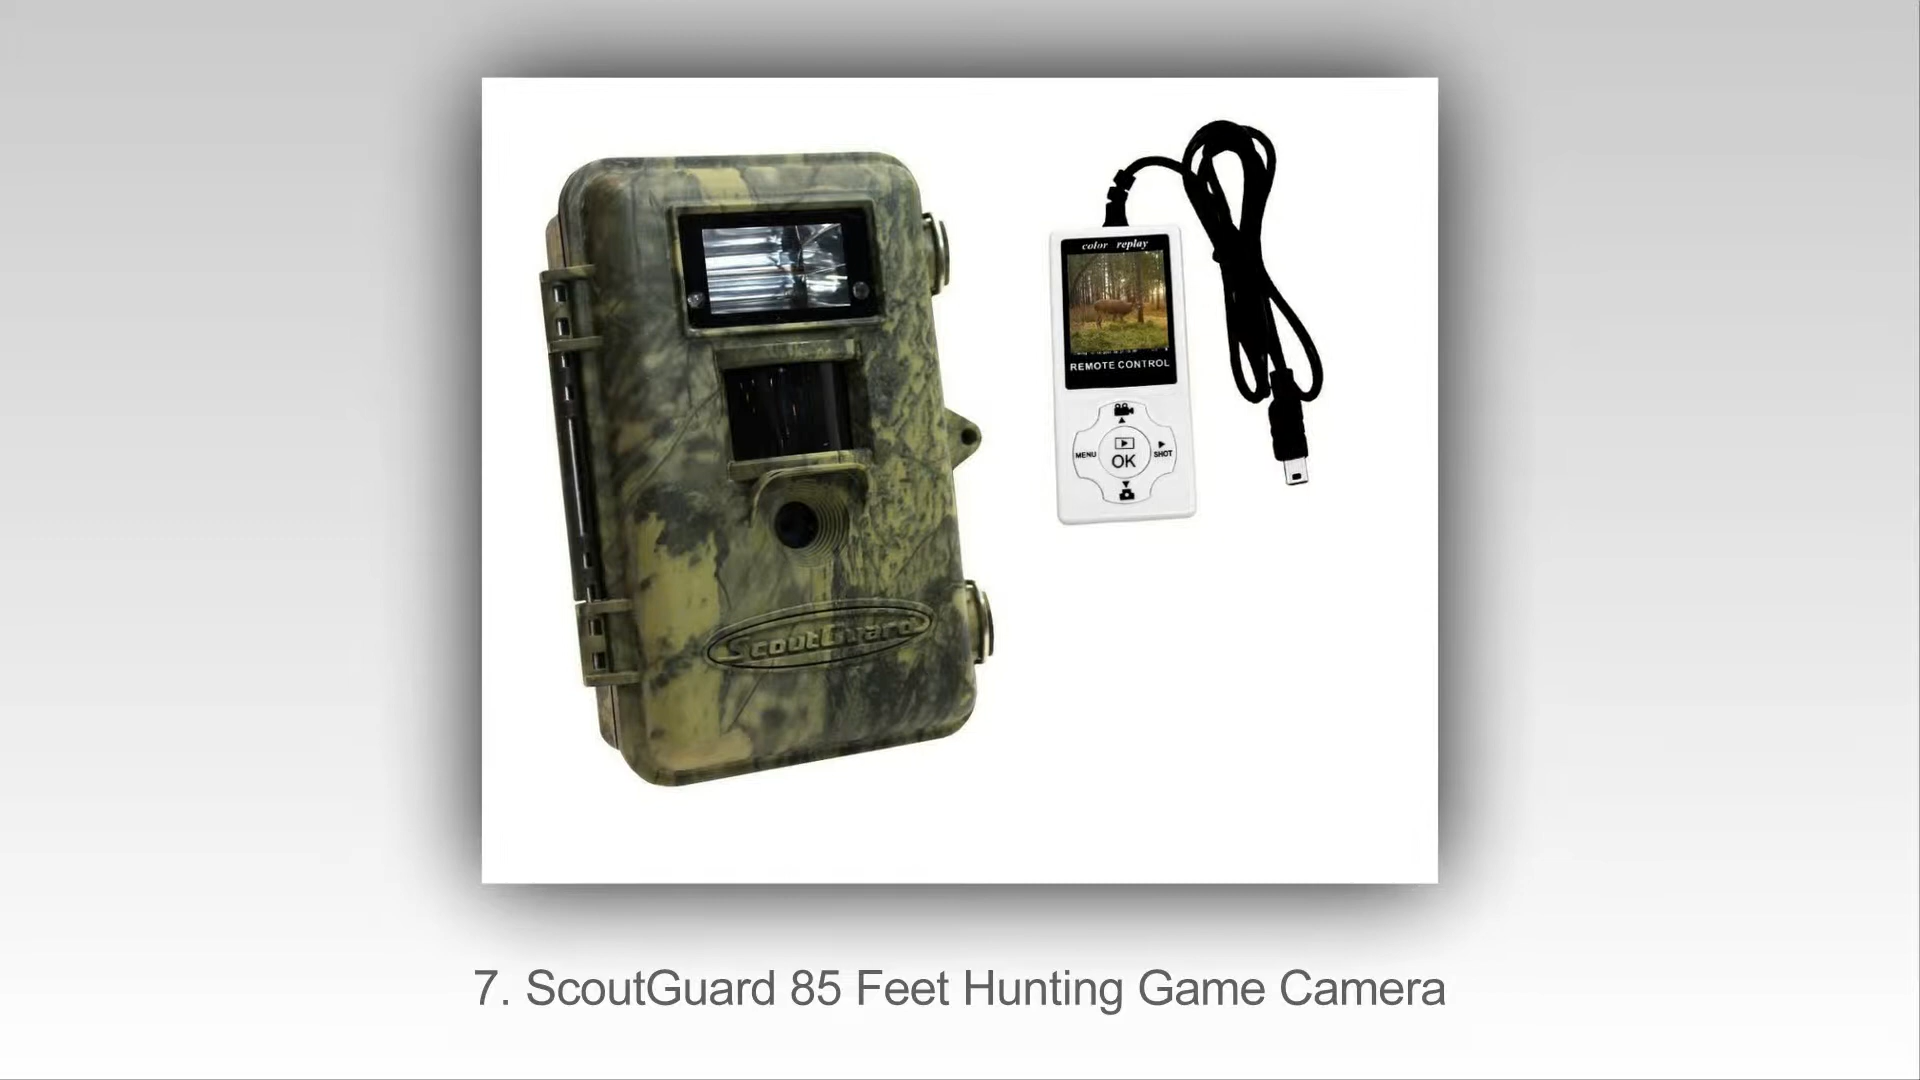 color replay
REMOTE CONTROL
MENU
OK
SHOT
ScoutGuard
7. ScoutGuard 85 Feet Hunting Game Camera